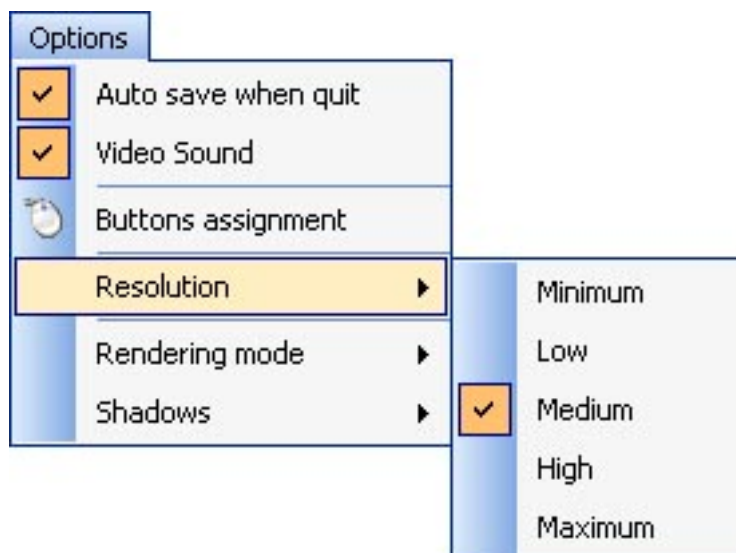 Options
Auto save when quit
Video Sound
Buttons assignment
Resolution
Rendering mode
Shadows
Minimum
Low
Medium
High
Maximum